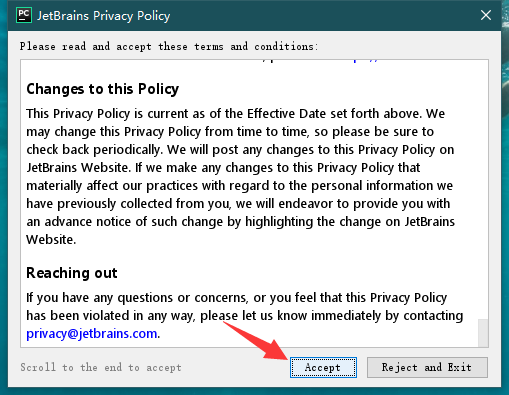 PC JetBrains Privacy Policy
Please read and accept these terms and conditions:
Changes to this Policy
This Privacy Policy is current as of the Effective Date set forth above. We
may change this Privacy Policy from time to time, so please be sure to
check back periodically. We will post any changes to this Privacy Policy on
JetBrains Website. If we make any changes to this Privacy Policy that
materially affect our practices with regard to the personal information we
have previously collected from you, we will endeavor to provide you with
an advance notice of such change by highlighting the change on JetBrains
Website.
Reaching out
If you have any questions or concerns, or you feel that this Privacy Policy
has been violated in any way, please let us know immediately by contacting
privacy@jetbrains.com.
Scroll to the end to accept
Accept
Reject and Exit